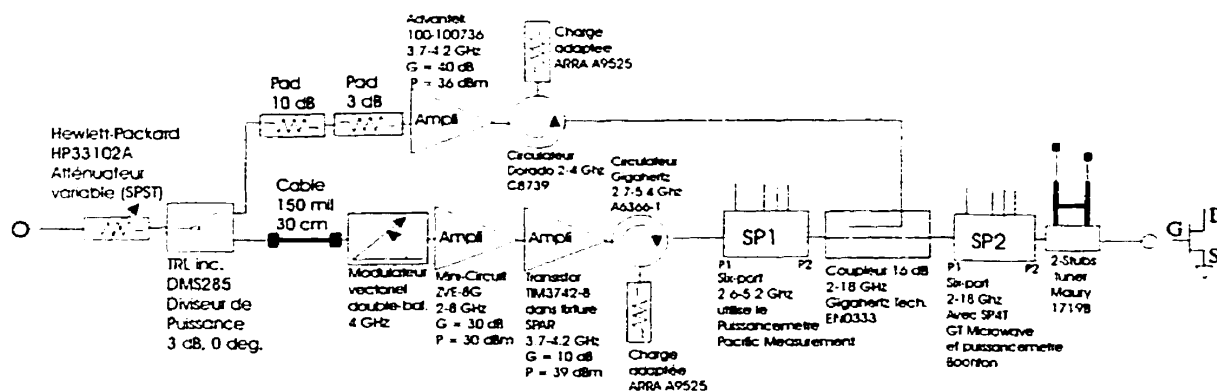 Advantek
100-100736
3.7-4.2 GHz
G = 40 dB
P = 36 dBm
Charge
adaptée
ARRA A9525
Pad
10 dB
Pad
3 dB
Ampli
Hewlett-Packard
HP33102A
Atténuateur
variable (SPST)
Circulateur
Dorado 2-4 Ghz
C8739
Circulateur
Gigahertz
2.7-5.4 Ghz
A6366-1
Cable
150 mil
30 cm
Ampli
Ampli
SP1
SP2
G
S
P1
P2
P1
P2
TRL inc.
DMS285
Diviseur de
Puissance
3 dB, 0 deg.
Modulateur
vectoriel
double-bal.
4 GHz
Mini-Circuit
ZVE-8G
2-8 GHz
G = 30 dB
P = 30 dBm
Transistor
TIM3742-8
dans fixture
SPAR
3.7-4.2 GHz
G = 10 dB
P = 39 dBm
Charge
adaptée
ARRA A9525
Six-port
2.6-5.2 Ghz
utilise le
Puissancemetre
Pacific Measurement
Coupleur 16 dB
2-18 GHz
Gigahertz Tech.
EN0333
Six-port
2-18 Ghz
Avec SP4T
GT Microwave
et puissancemetre
Boonton
2-Stubs
Tuner
Maury
1719B